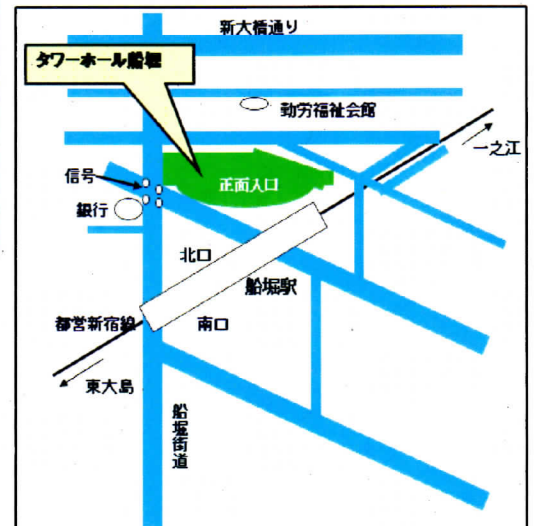 新大橋通り
タワーホール船堀
勤労福祉会館
一之江
信号
正面入口
銀行
北口
船堀駅
都営新宿線
南口
東大島
船堀街道